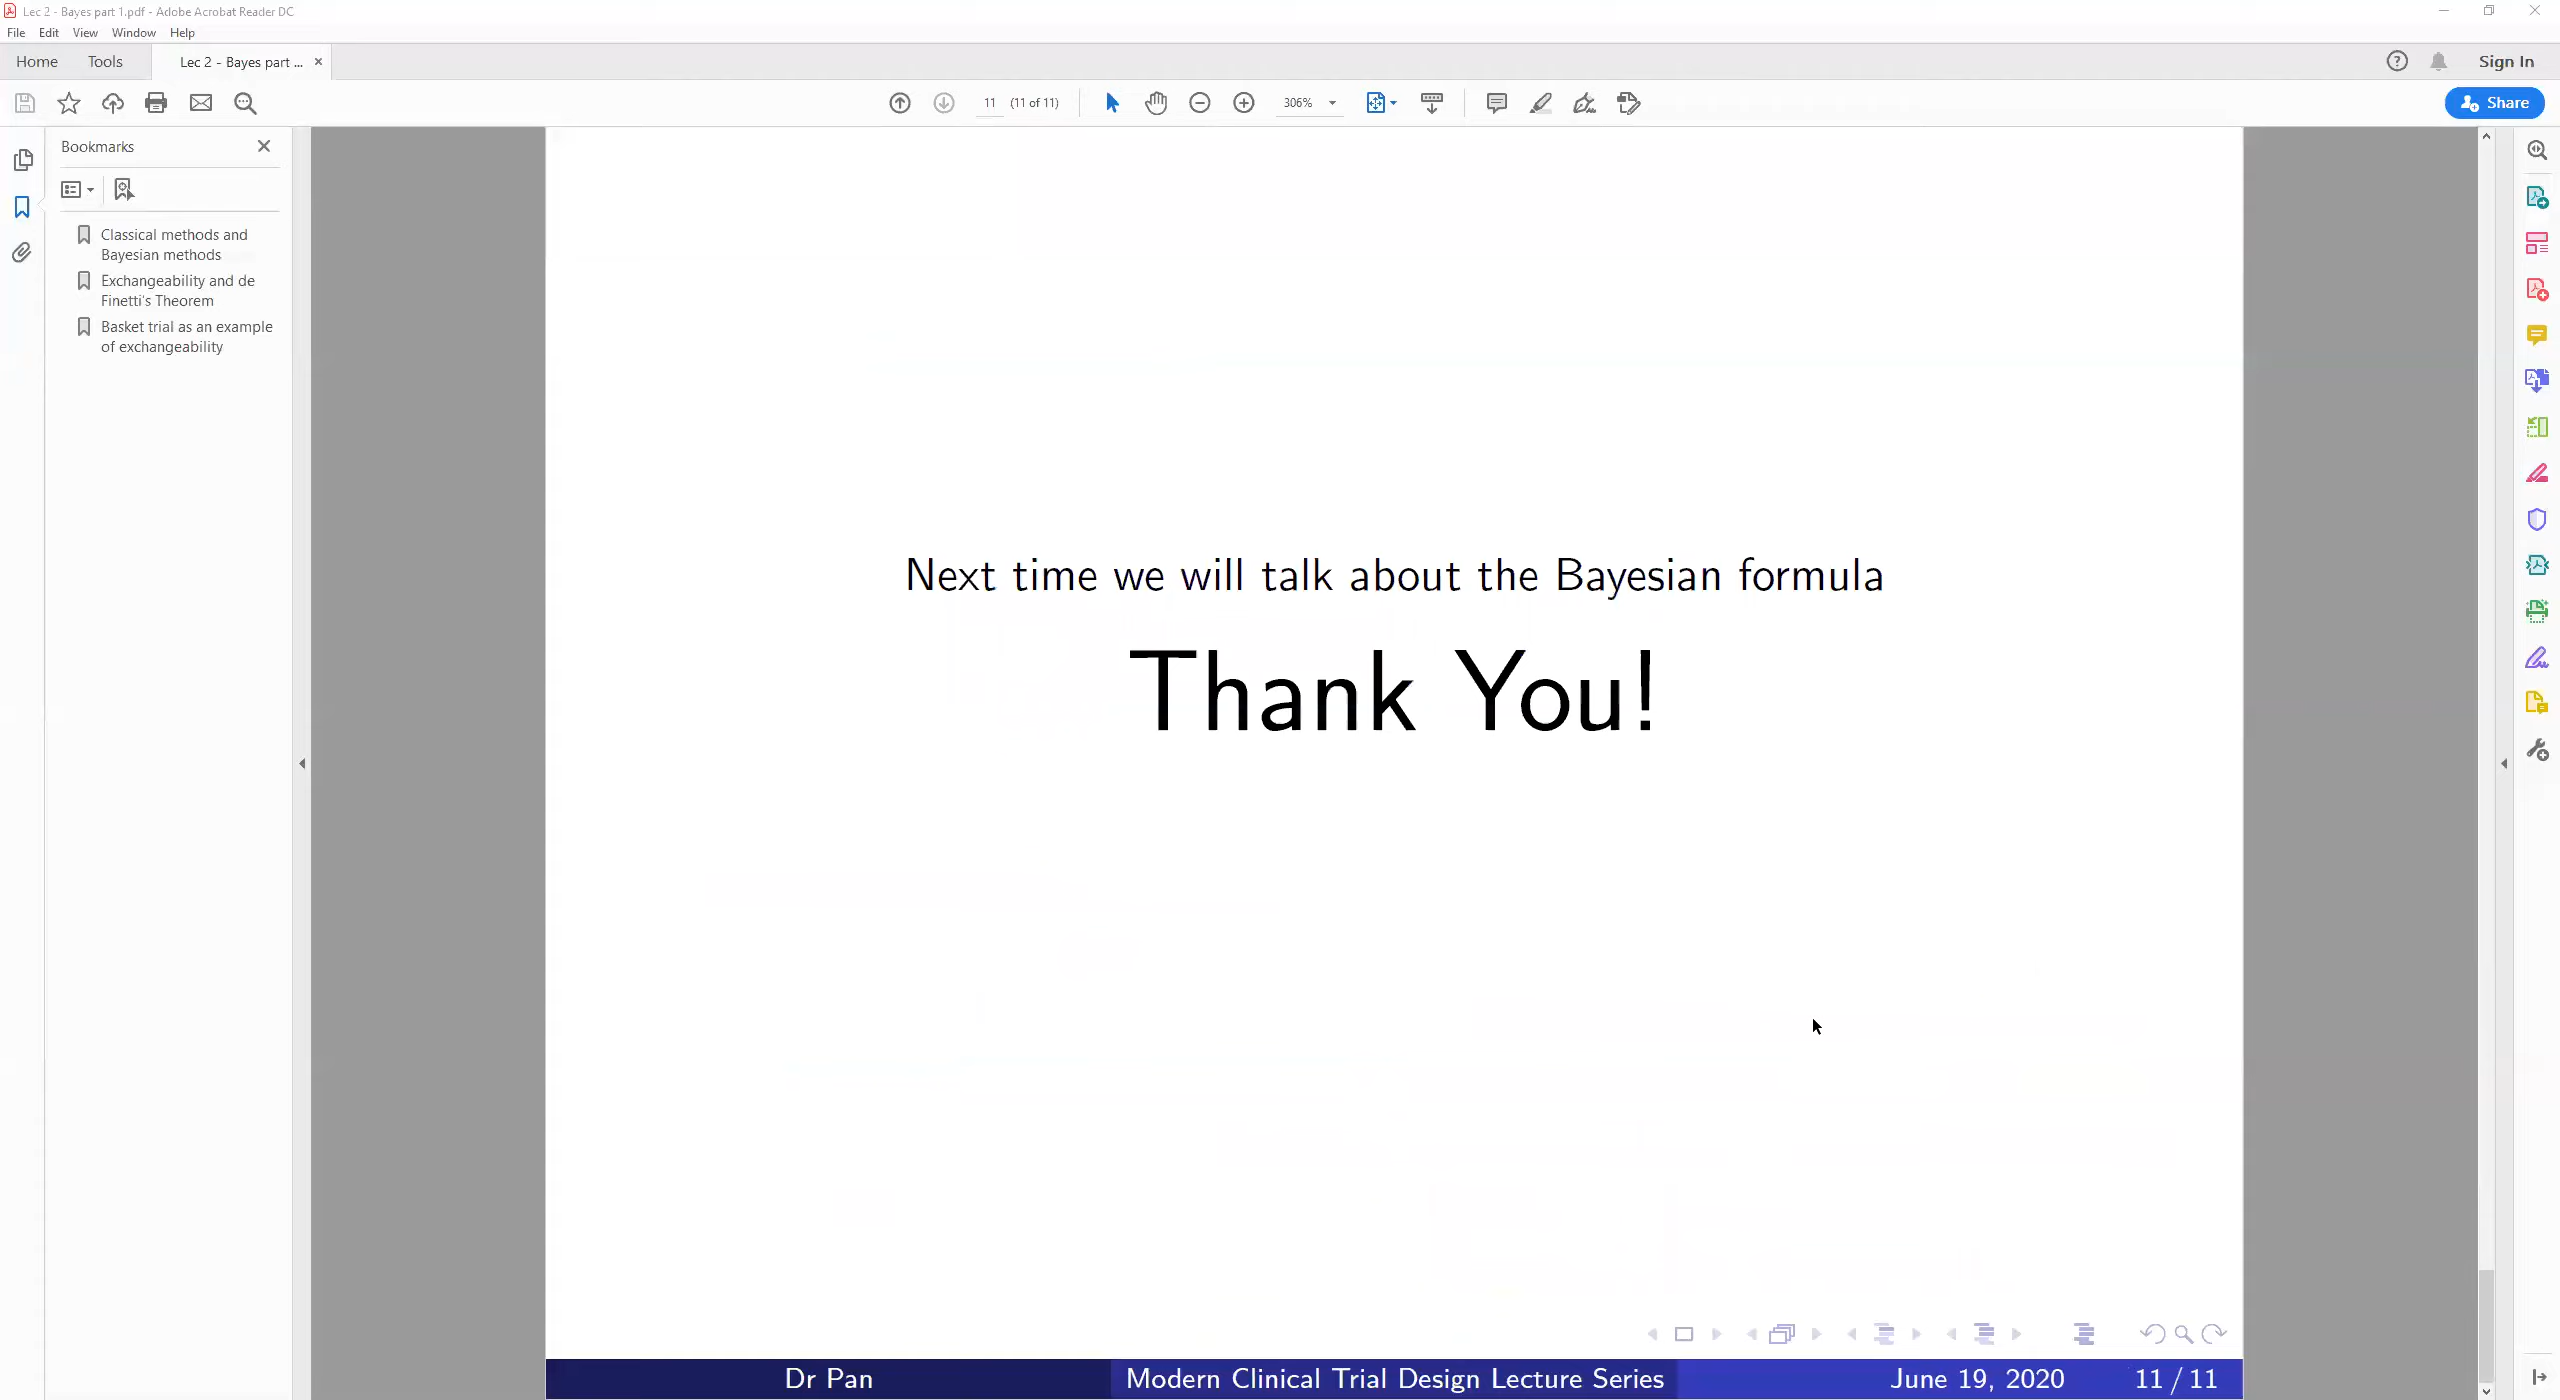 Lec 2 - Bayes part 1.pdf - Adobe Acrobat Reader DC
File Edit View Window Help
Home Tools Lec 2 - Bayes part ... × Sign In
11 (11 of 11) 306% Share
Bookmarks
Classical methods and
Bayesian methods
Exchangeability and de
Finetti's Theorem
Basket trial as an example
of exchangeability
Next time we will talk about the Bayesian formula
Thank You!
Dr Pan Modern Clinical Trial Design Lecture Series June 19, 2020 11 / 11